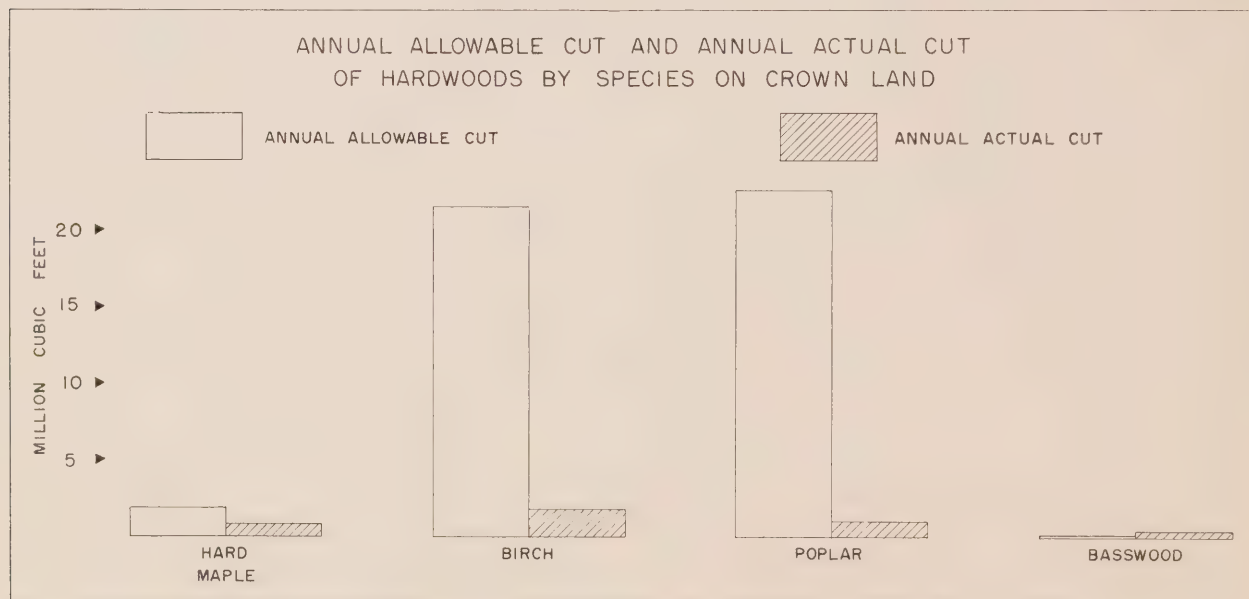 ANNUAL ALLOWABLE CUT AND ANNUAL ACTUAL CUT
OF HARDWOODS BY SPECIES ON CROWN LAND
ANNUAL ALLOWABLE CUT
ANNUAL ACTUAL CUT
MILLION CUBIC FEET
20
15
10
5
HARD
MAPLE
BIRCH
POPLAR
BASSWOOD